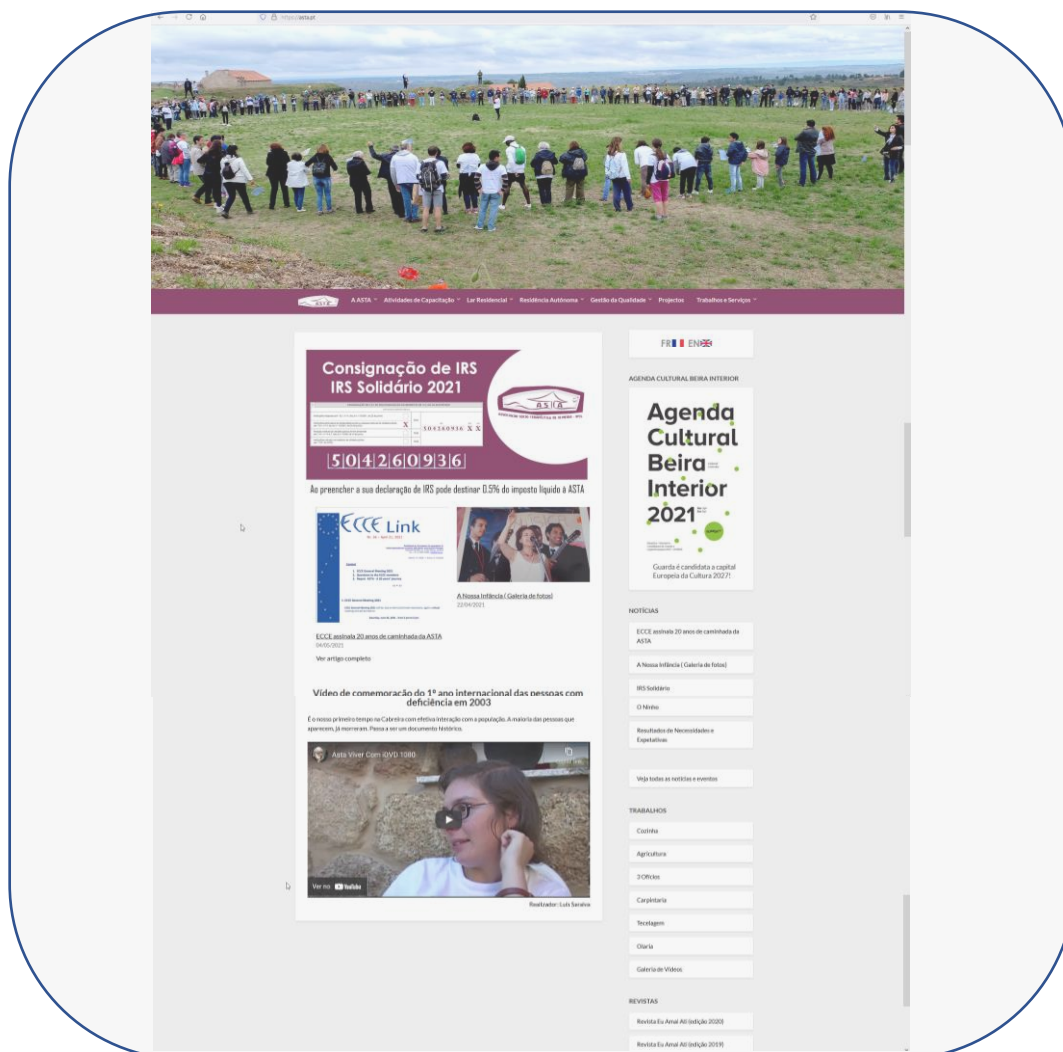 https://asta.pt
ASTA
A ASTA
Atividades de Capacitação
Lar Residencial
Residência Autónoma
Gestão da Qualidade
Projectos
Trabalhos e Serviços
Consignação de IRS
IRS Solidário 2021
ASTA
504260936 X X
X
504260936
Ao preencher a sua declaração de IRS pode destinar 0.5% do imposto líquido à ASTA
ECCE Link
ECCE assinala 20 anos de caminhada da ASTA
04/05/2021
Ver artigo completo
A Nossa Infância ( Galeria de fotos)
22/04/2021
Vídeo de comemoração do 1º ano internacional das pessoas com
deficiência em 2003
É o nosso primeiro tempo na Cabreira com efetiva interação com a população. A maioria das pessoas que
aparecem, já morreram. Passa a ser um documento histórico.
Asta Viver Com iDVD 1080
Ver no YouTube
Realizador: Luís Saraiva
FR EN
AGENDA CULTURAL BEIRA INTERIOR
Agenda
Cultural
Beira
Interior
2021
Guarda é candidata a capital
Europeia da Cultura 2027!
NOTÍCIAS
ECCE assinala 20 anos de caminhada da
ASTA
A Nossa Infância ( Galeria de fotos)
IRS Solidário
O Ninho
Resultados de Necessidades e
Expetativas
Veja todas as notícias e eventos
TRABALHOS
Cozinha
Agricultura
3 Ofícios
Carpintaria
Tecelagem
Olaria
Galeria de Vídeos
REVISTAS
Revista Eu Amai Ati (edição 2020)
Revista Eu Amai Ati (edição 2019)